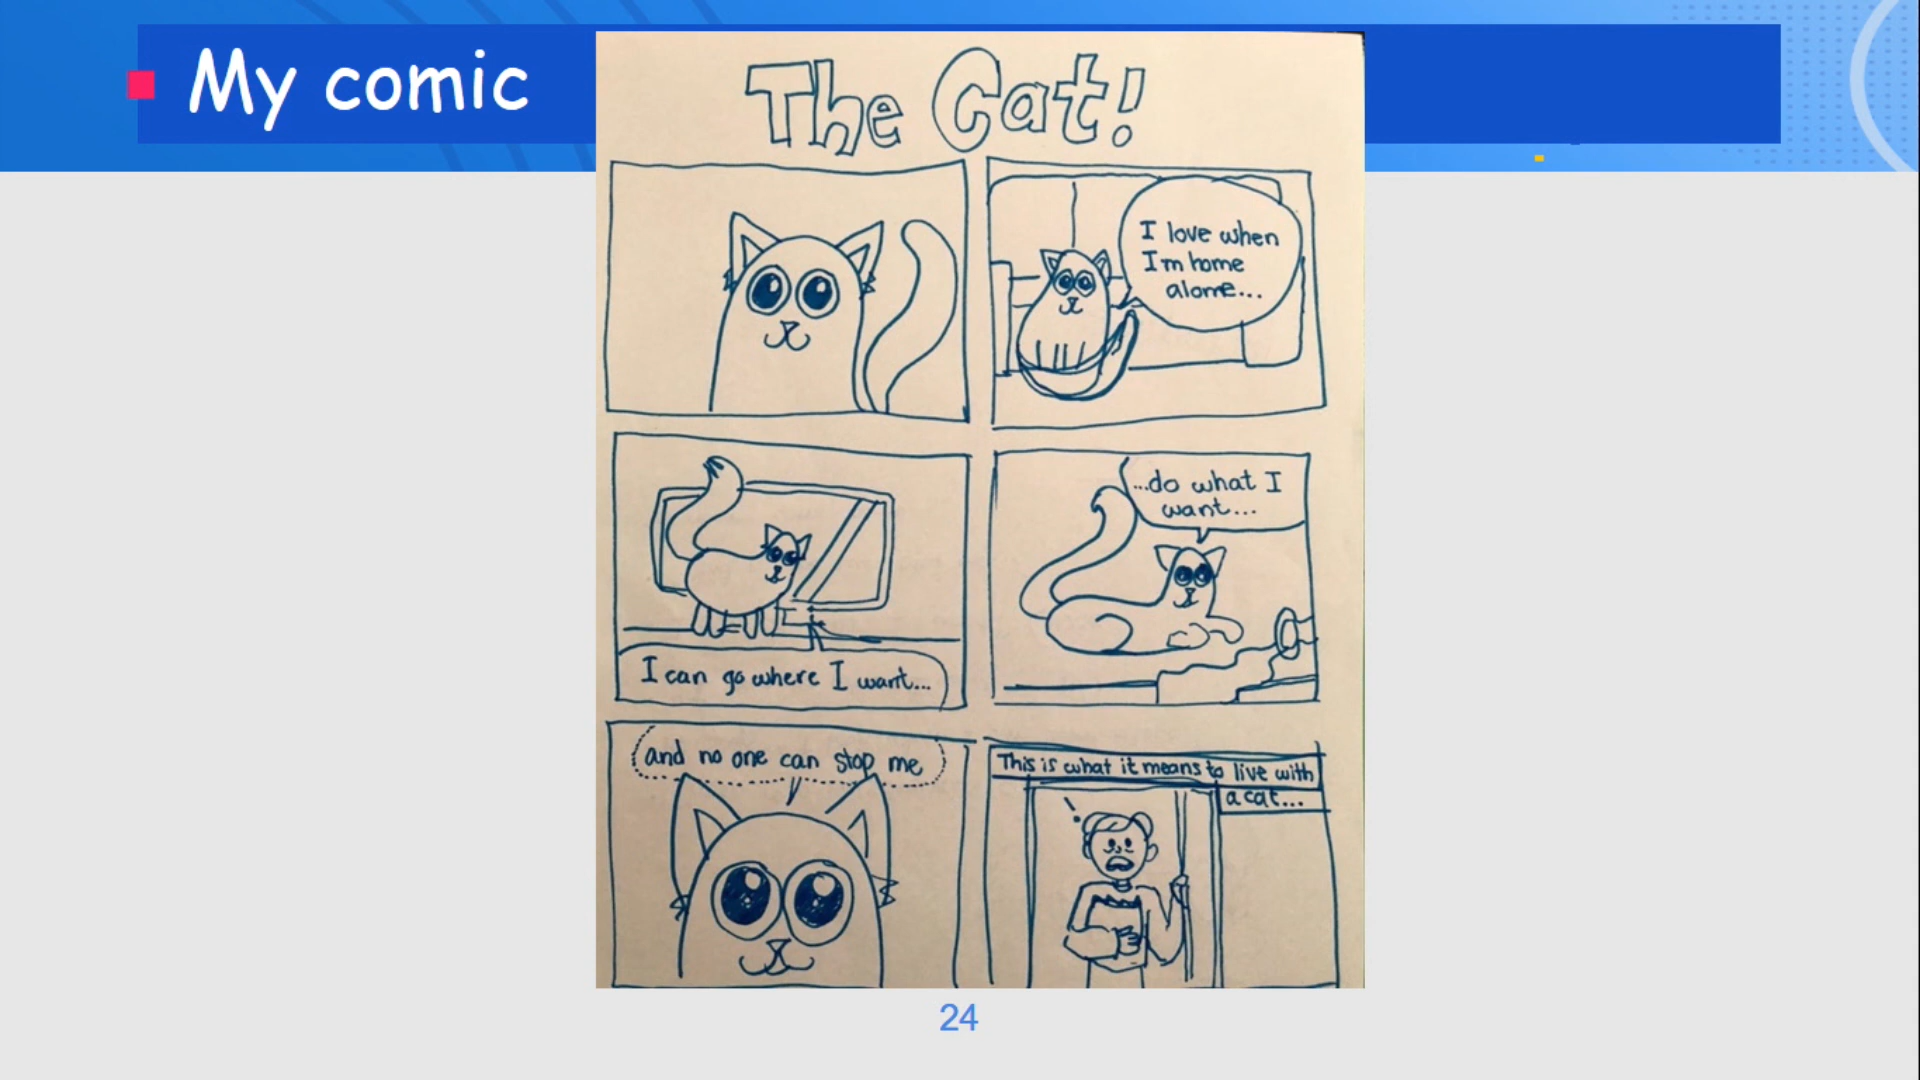 My comic
The Cat!
I love when
I'm home
alone...
I can go where I want...
...do what I
want...
and no one can stop me
This is what it means to live with
a cat...
24